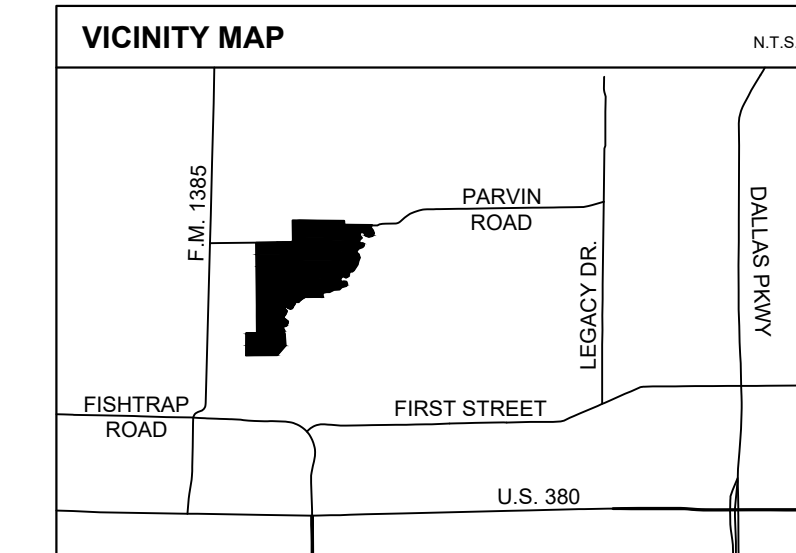 VICINITY MAP
N.T.S.
F.M. 1385
PARVIN
ROAD
LEGACY DR.
DALLAS PKWY
FISHTRAP
ROAD
FIRST STREET
U.S. 380